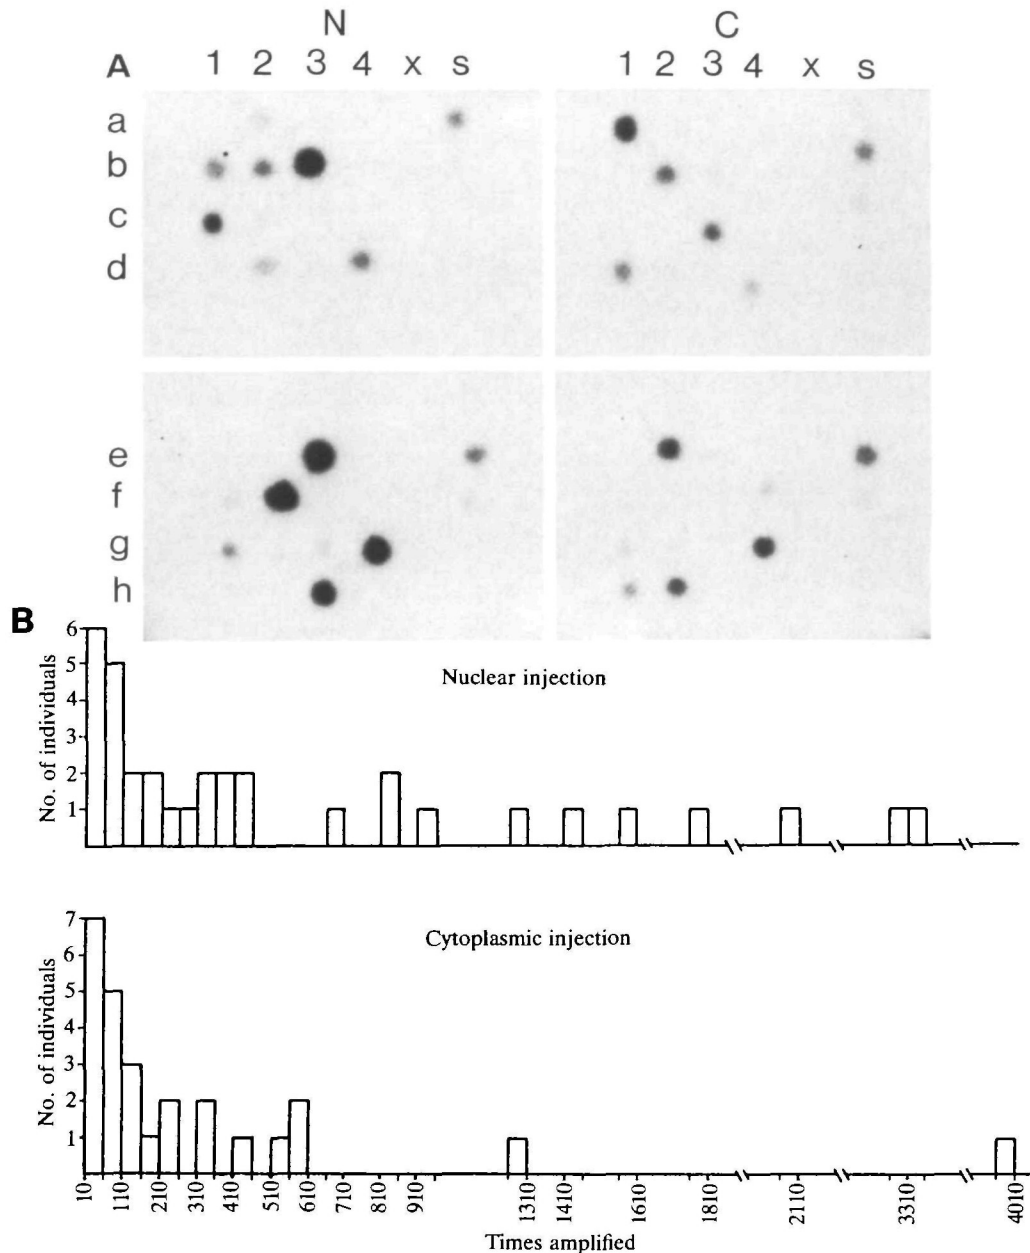 N C
A 1 2 3 4 x s 1 2 3 4 x s
a
b
c
d
e
f
g
h
B
Nuclear injection
No. of individuals
6
5
4
3
2
1
Cytoplasmic injection
No. of individuals
7
6
5
4
3
2
1
10 110 210 310 410 510 610 710 810 910 1310 1410 1610 1810 2110 3310 4010
Times amplified